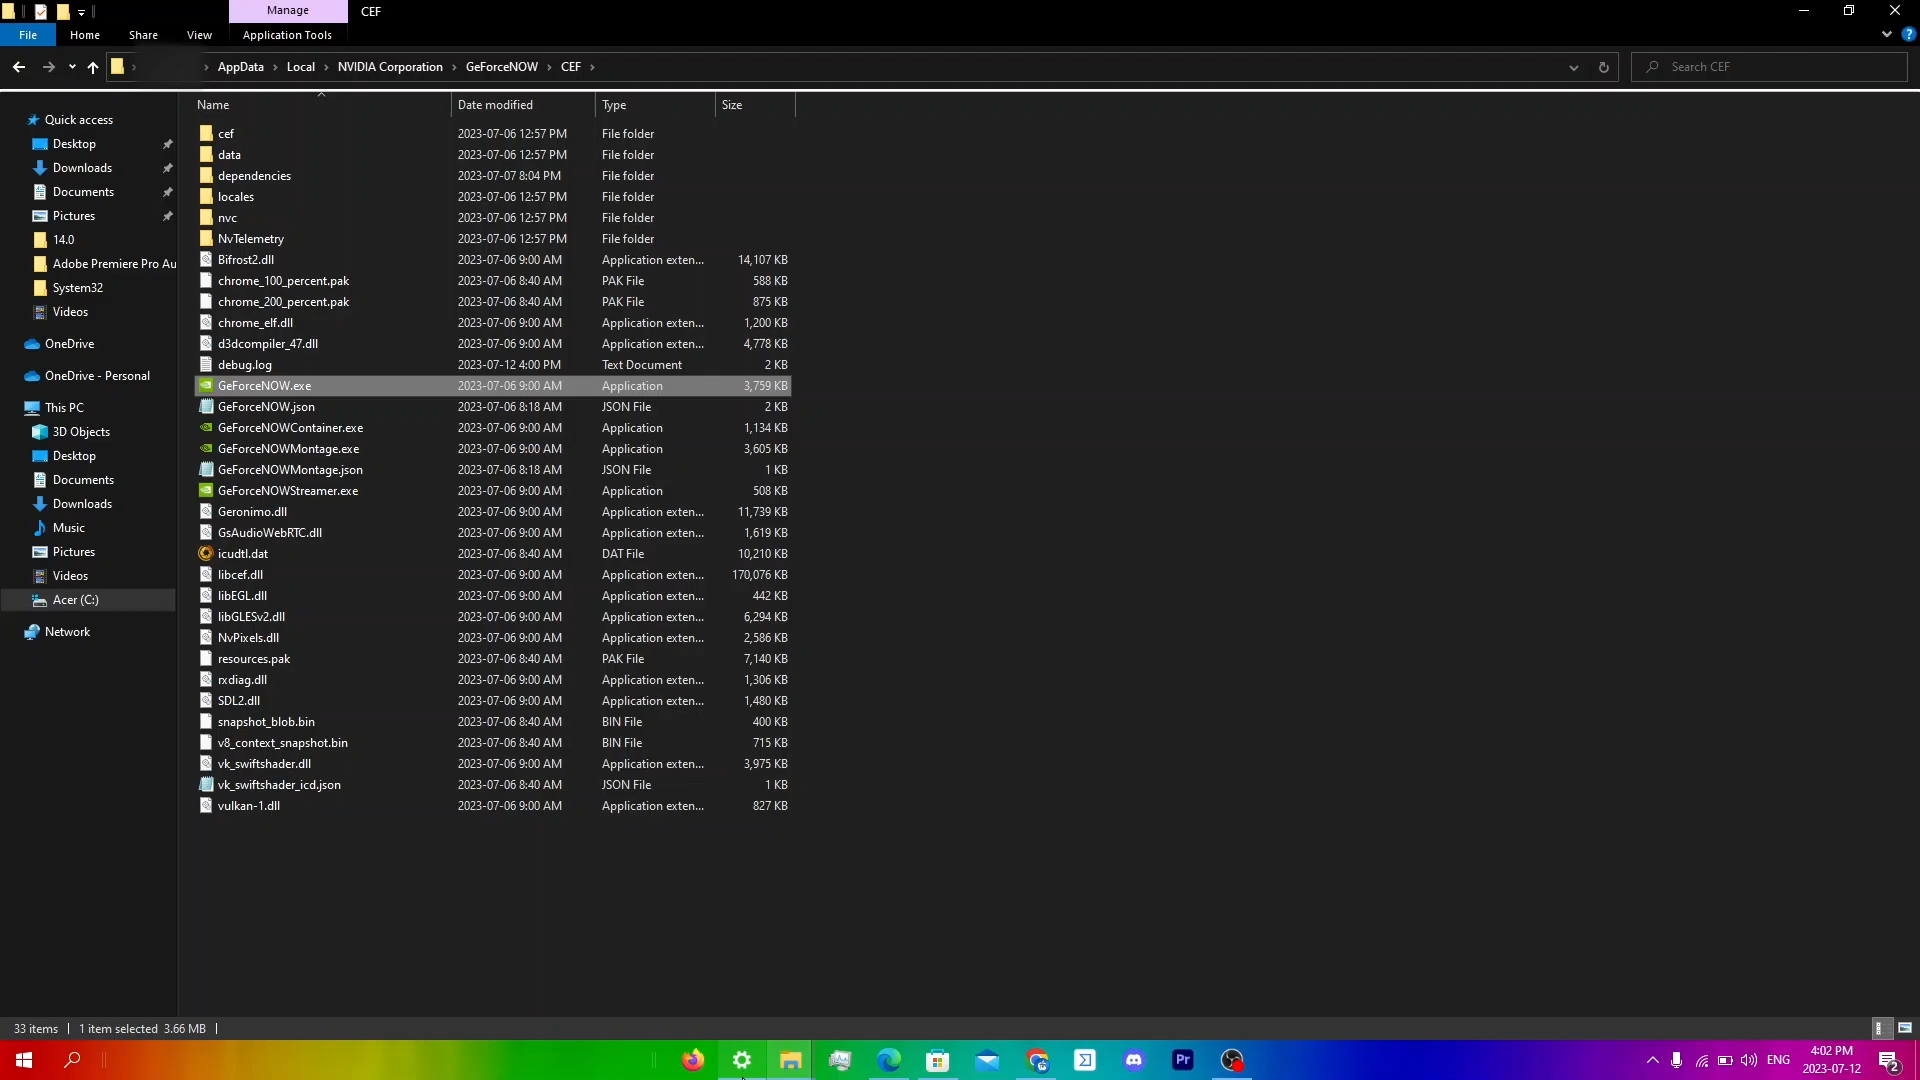 Manage
CEF
File
Home
Share
View
Application Tools
AppData
Local
NVIDIA Corporation
GeForceNOW
CEF
Search CEF
Name
Date modified
Type
Size
Quick access
Desktop
Downloads
Documents
Pictures
14.0
Adobe Premiere Pro Au
System32
Videos
OneDrive
OneDrive - Personal
This PC
3D Objects
Desktop
Documents
Downloads
Music
Pictures
Videos
Acer (C:)
Network
cef 2023-07-06 12:57 PM File folder
data 2023-07-06 12:57 PM File folder
dependencies 2023-07-07 8:04 PM File folder
locales 2023-07-06 12:57 PM File folder
nvc 2023-07-06 12:57 PM File folder
NvTelemetry 2023-07-06 12:57 PM File folder
Bifrost2.dll 2023-07-06 9:00 AM Application exten... 14,107 KB
chrome_100_percent.pak 2023-07-06 8:40 AM PAK File 588 KB
chrome_200_percent.pak 2023-07-06 8:40 AM PAK File 875 KB
chrome_elf.dll 2023-07-06 9:00 AM Application exten... 1,200 KB
d3dcompiler_47.dll 2023-07-06 9:00 AM Application exten... 4,778 KB
debug.log 2023-07-12 4:00 PM Text Document 2 KB
GeForceNOW.exe 2023-07-06 9:00 AM Application 3,759 KB
GeForceNOW.json 2023-07-06 8:18 AM JSON File 2 KB
GeForceNOWContainer.exe 2023-07-06 9:00 AM Application 1,134 KB
GeForceNOWMontage.exe 2023-07-06 9:00 AM Application 3,605 KB
GeForceNOWMontage.json 2023-07-06 8:18 AM JSON File 1 KB
GeForceNOWStreamer.exe 2023-07-06 9:00 AM Application 508 KB
Geronimo.dll 2023-07-06 9:00 AM Application exten... 11,739 KB
GsAudioWebRTC.dll 2023-07-06 9:00 AM Application exten... 1,619 KB
icudtl.dat 2023-07-06 8:40 AM DAT File 10,210 KB
libcef.dll 2023-07-06 9:00 AM Application exten... 170,076 KB
libEGL.dll 2023-07-06 9:00 AM Application exten... 442 KB
libGLESv2.dll 2023-07-06 9:00 AM Application exten... 6,294 KB
NvPixels.dll 2023-07-06 9:00 AM Application exten... 2,586 KB
resources.pak 2023-07-06 8:40 AM PAK File 7,140 KB
rxdiag.dll 2023-07-06 9:00 AM Application exten... 1,306 KB
SDL2.dll 2023-07-06 9:00 AM Application exten... 1,480 KB
snapshot_blob.bin 2023-07-06 8:40 AM BIN File 400 KB
v8_context_snapshot.bin 2023-07-06 8:40 AM BIN File 715 KB
vk_swiftshader.dll 2023-07-06 9:00 AM Application exten... 3,975 KB
vk_swiftshader_icd.json 2023-07-06 8:40 AM JSON File 1 KB
vulkan-1.dll 2023-07-06 9:00 AM Application exten... 827 KB
33 items
1 item selected 3.66 MB
Pr
ENG
4:02 PM
2023-07-12
2